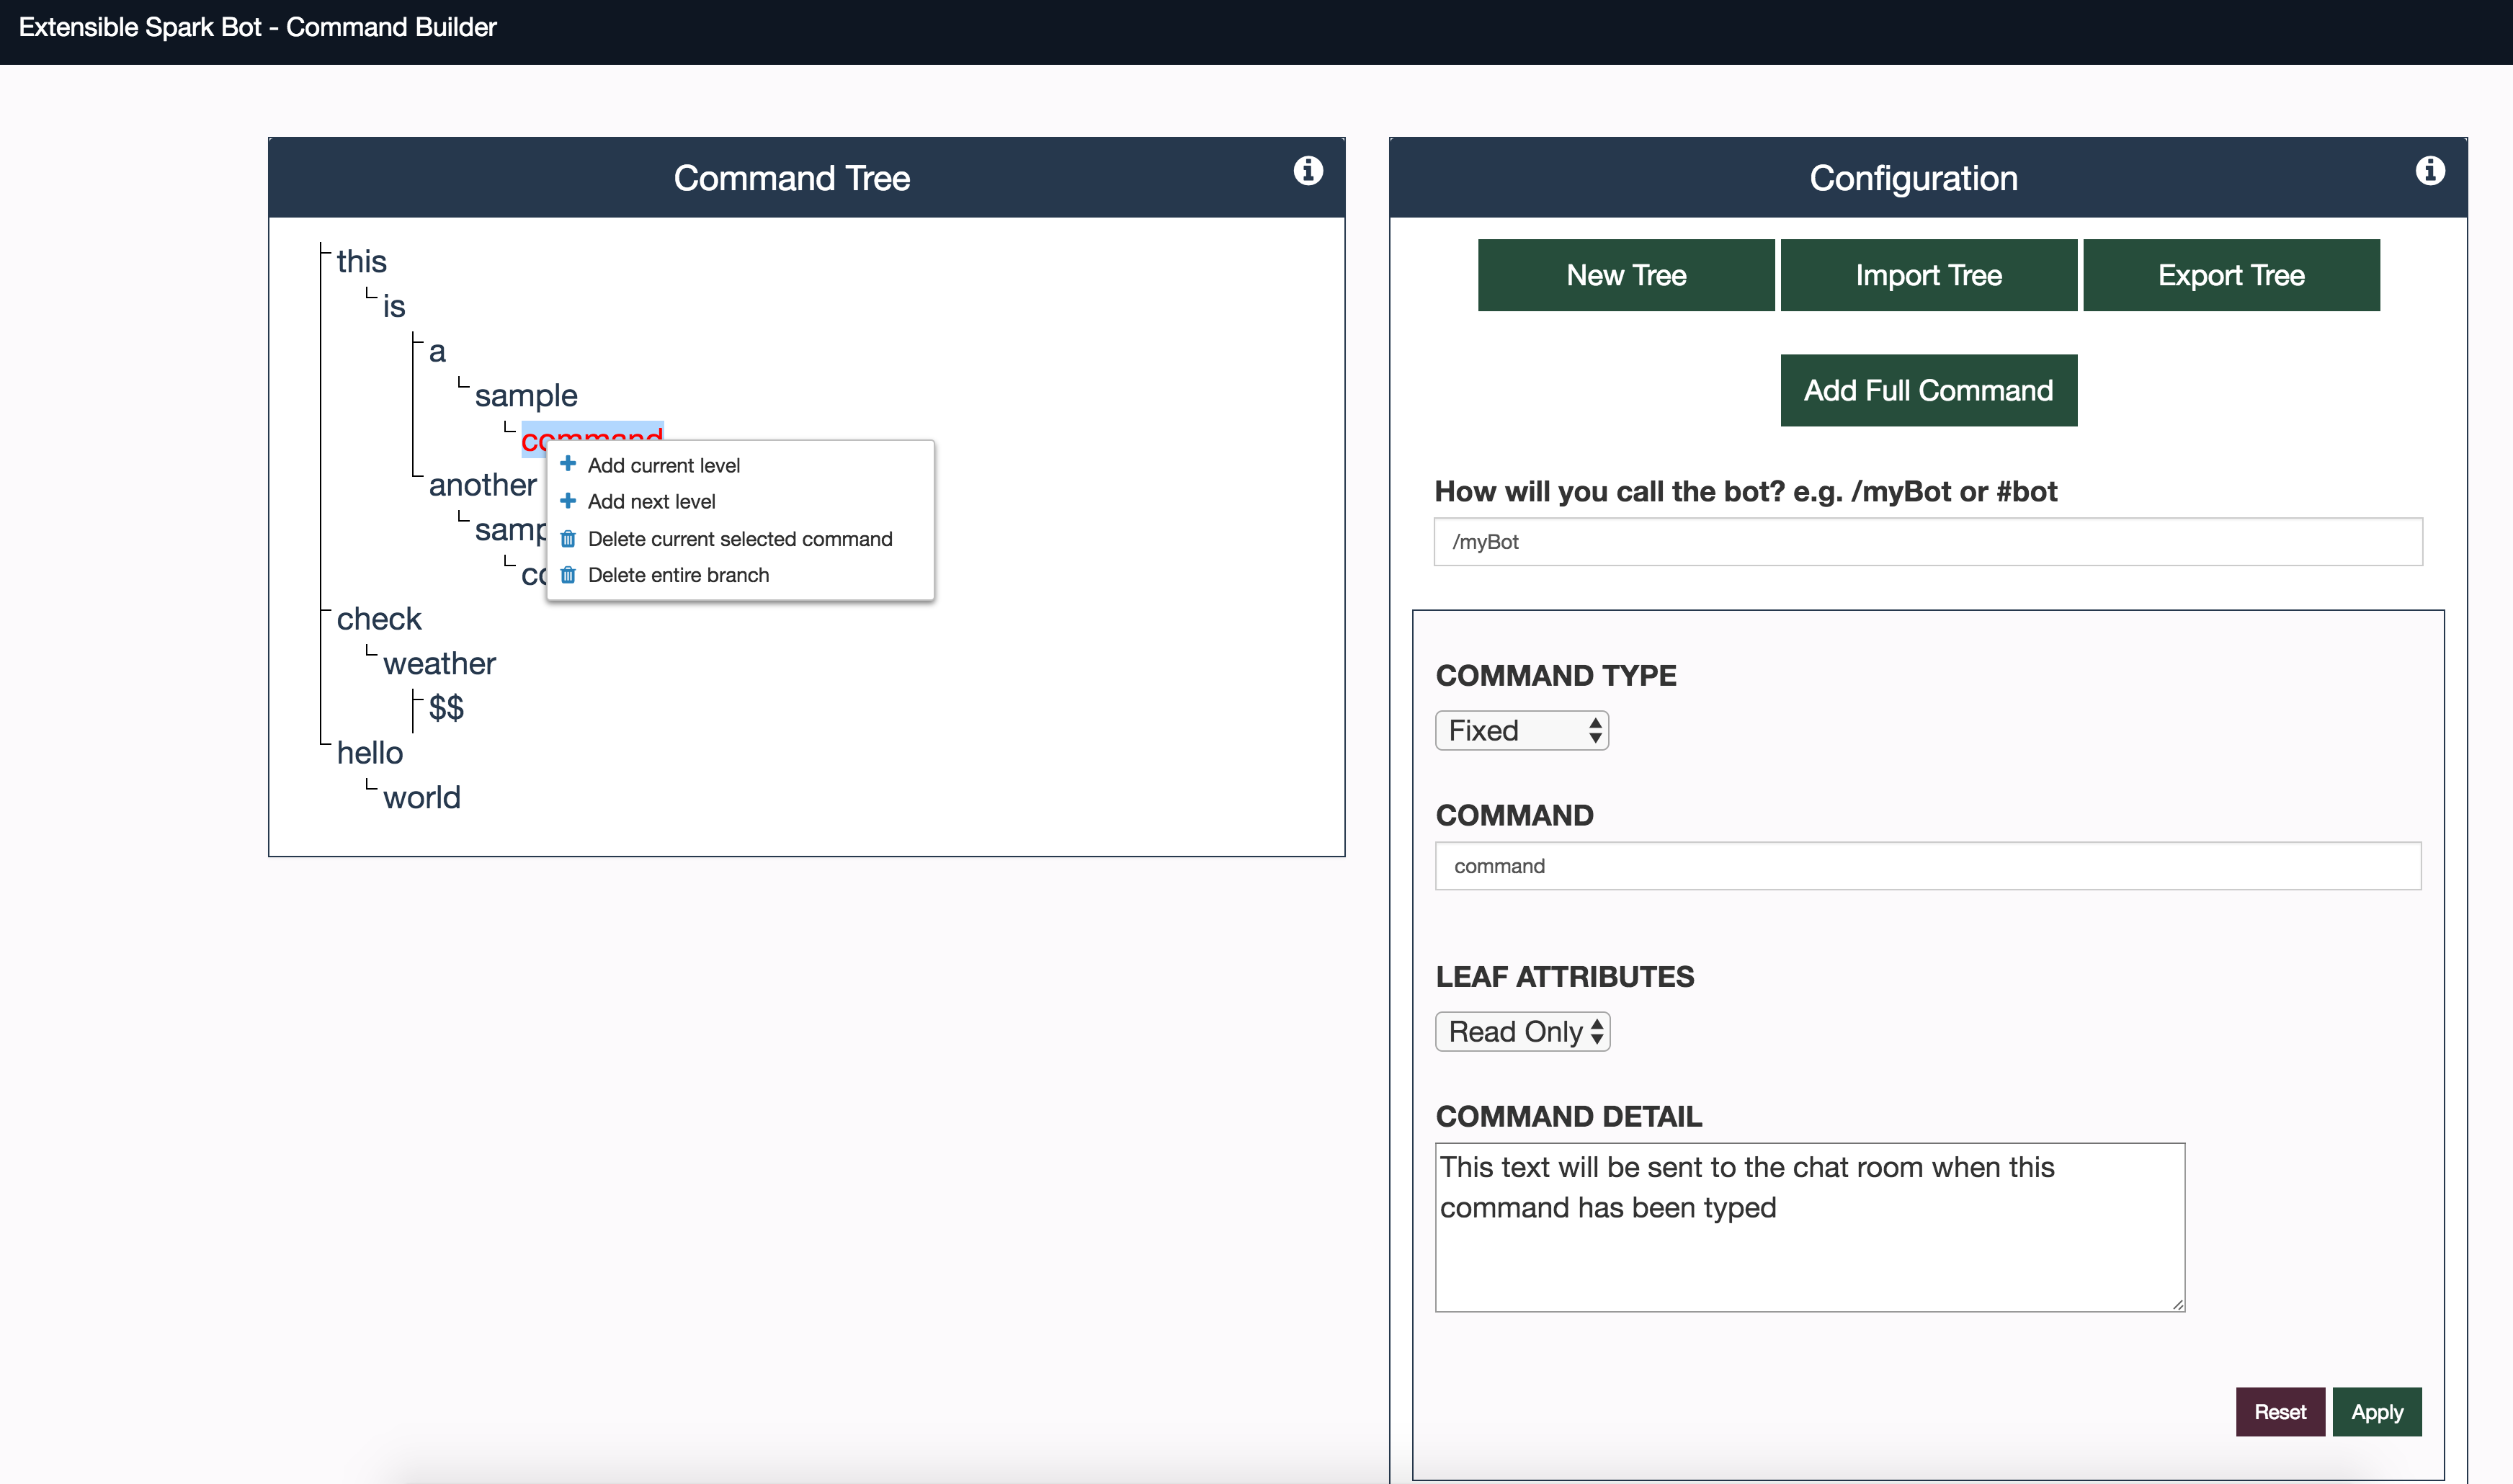 Extensible Spark Bot - Command Builder
Command Tree
this
is
a
sample
command
Add current level
Add next level
Delete current selected command
Delete entire branch
another
check
weather
$$
hello
world
Configuration
New Tree
Import Tree
Export Tree
Add Full Command
How will you call the bot? e.g. /myBot or #bot
/myBot
COMMAND TYPE
Fixed
COMMAND
command
LEAF ATTRIBUTES
Read Only
COMMAND DETAIL
This text will be sent to the chat room when this
command has been typed
Reset
Apply